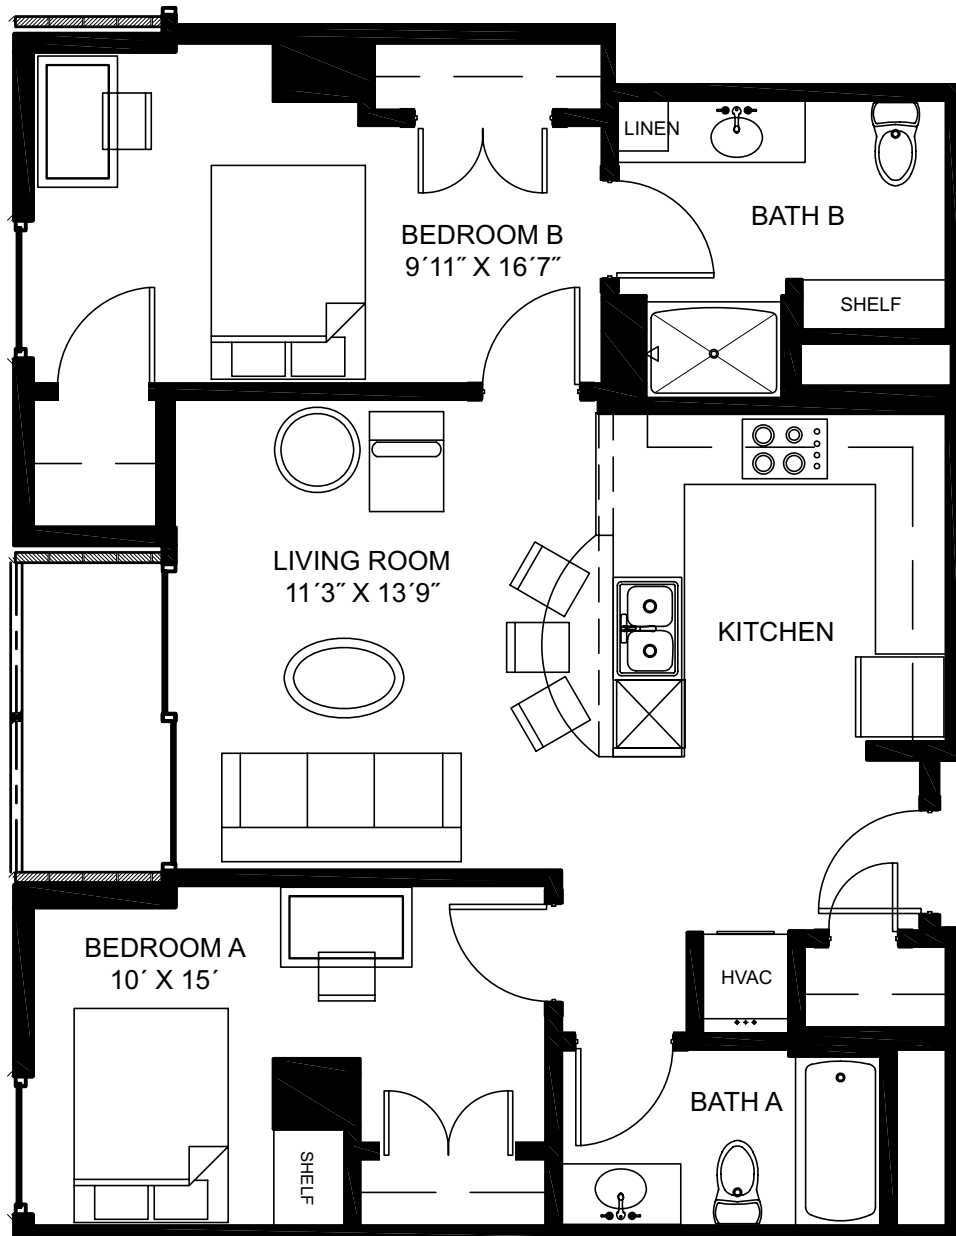 LINEN
BATH B
BEDROOM B
9´11˝ X 16´7˝
SHELF
LIVING ROOM
11´3˝ X 13´9˝
KITCHEN
BEDROOM A
10´ X 15´
HVAC
BATH A
SHELF